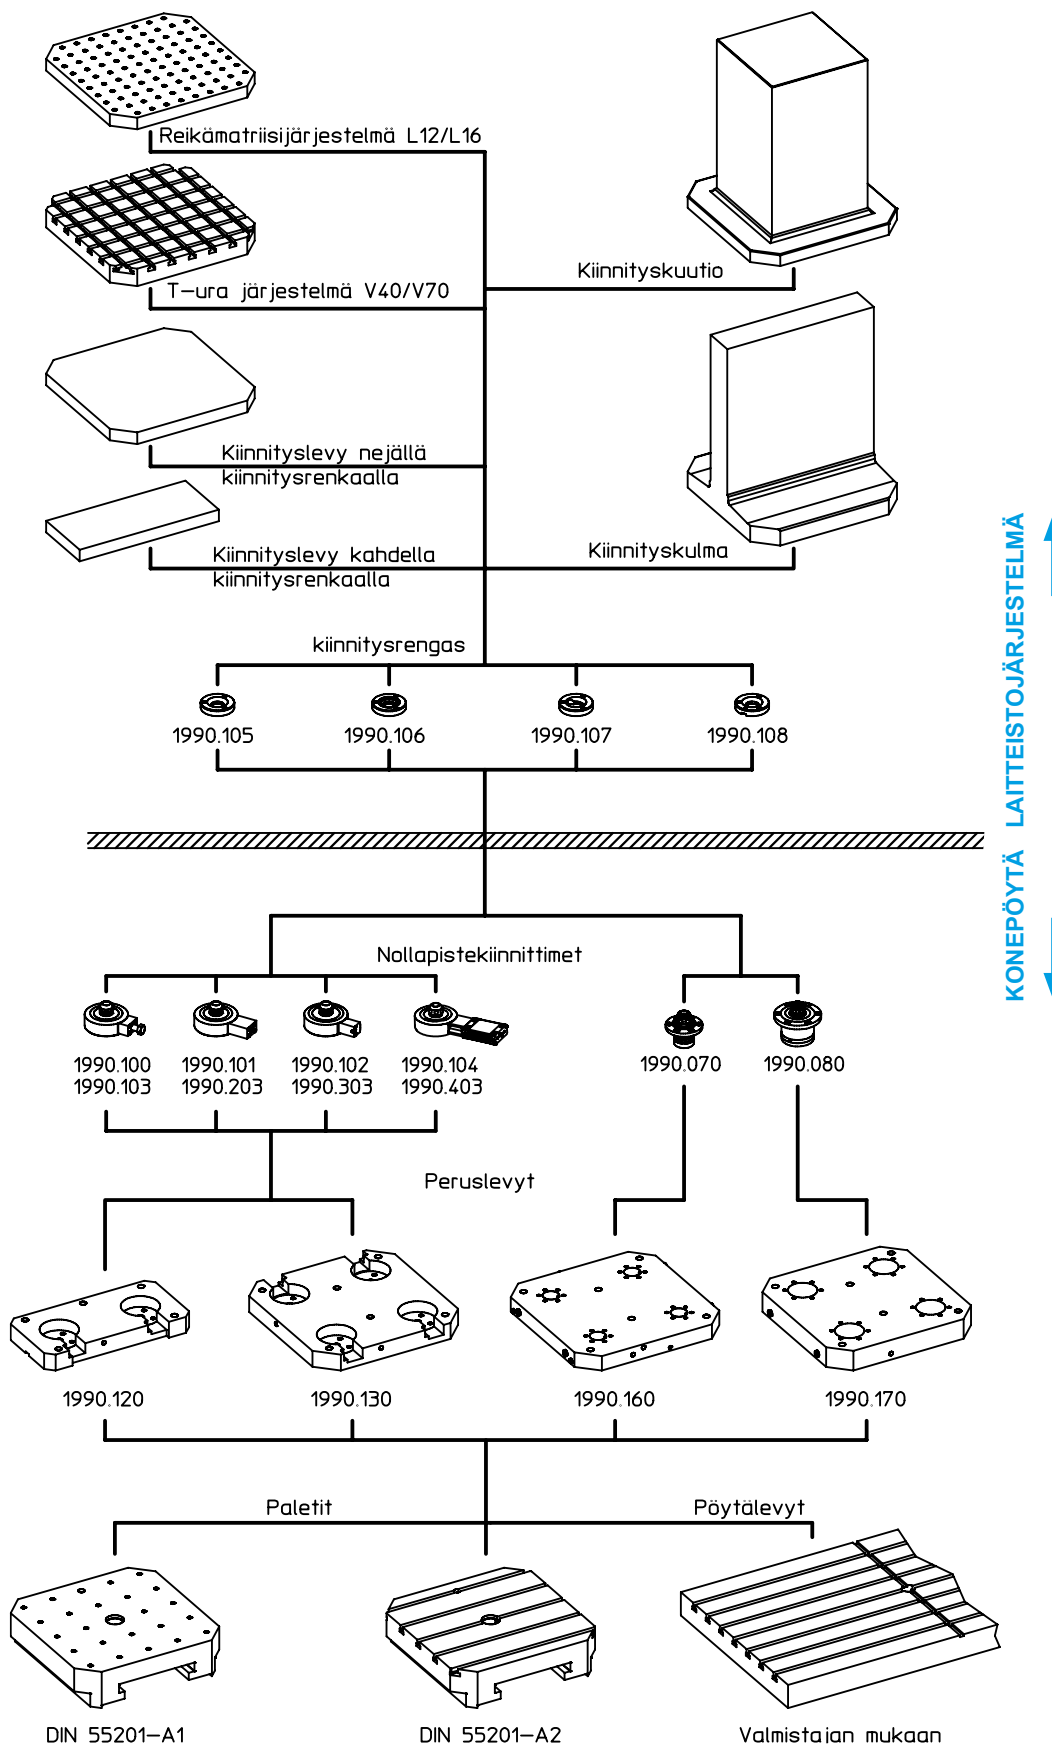 Reikämatriisijärjestelmä L12/L16
T-ura järjestelmä V40/V70
Kiinnityskuutio
Kiinnityslevy nejällä
kiinnitysrenkaalla
Kiinnityslevy kahdella
kiinnitysrenkaalla
Kiinnityskulma
kiinnitysrengas
1990.105
1990.106
1990.107
1990.108
LAITTEISTOJÄRJESTELMÄ
KONEPÖYTÄ
Nollapistekiinnittimet
1990.100
1990.103
1990.101
1990.203
1990.102
1990.303
1990.104
1990.403
1990.070
1990.080
Peruslevyt
1990.120
1990.130
1990.160
1990.170
Paletit
Pöytälevyt
DIN 55201-A1
DIN 55201-A2
Valmistajan mukaan